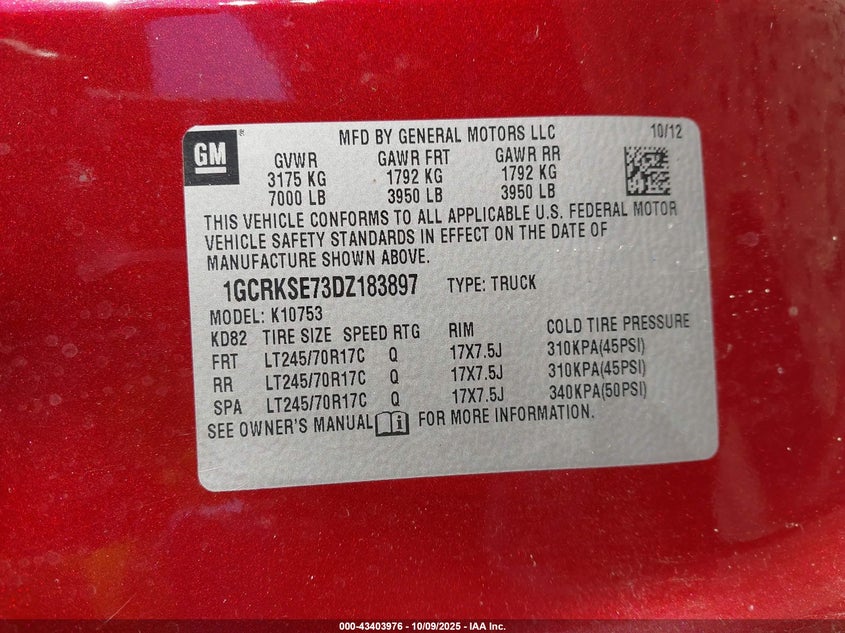 GM
MFD BY GENERAL MOTORS LLC 10/12
GVWR GAWR FRT GAWR RR
3175 KG 1792 KG 1792 KG
7000 LB 3950 LB 3950 LB
THIS VEHICLE CONFORMS TO ALL APPLICABLE U.S. FEDERAL MOTOR
VEHICLE SAFETY STANDARDS IN EFFECT ON THE DATE OF
MANUFACTURE SHOWN ABOVE.
1GCRKSE73DZ183897 TYPE: TRUCK
MODEL: K10753
KD82 TIRE SIZE SPEED RTG RIM COLD TIRE PRESSURE
FRT LT245/70R17C Q 17X7.5J 310KPA(45PSI)
RR LT245/70R17C Q 17X7.5J 310KPA(45PSI)
SPA LT245/70R17C Q 17X7.5J 340KPA(50PSI)
SEE OWNER'S MANUAL i FOR MORE INFORMATION.
000-43403976 - 10/09/2025 - IAA Inc.